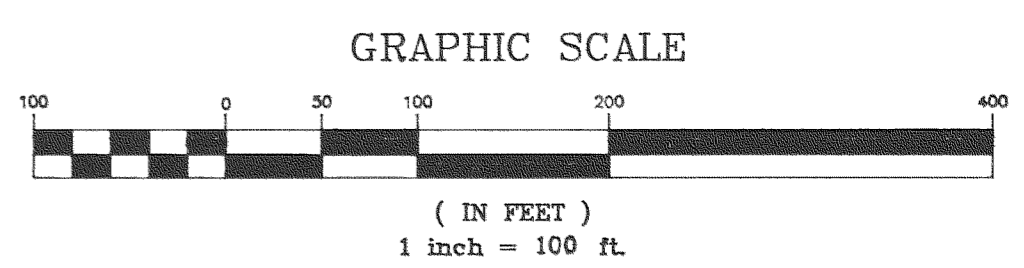 GRAPHIC SCALE
100 0 50 100 200 400
( IN FEET )
1 inch = 100 ft.